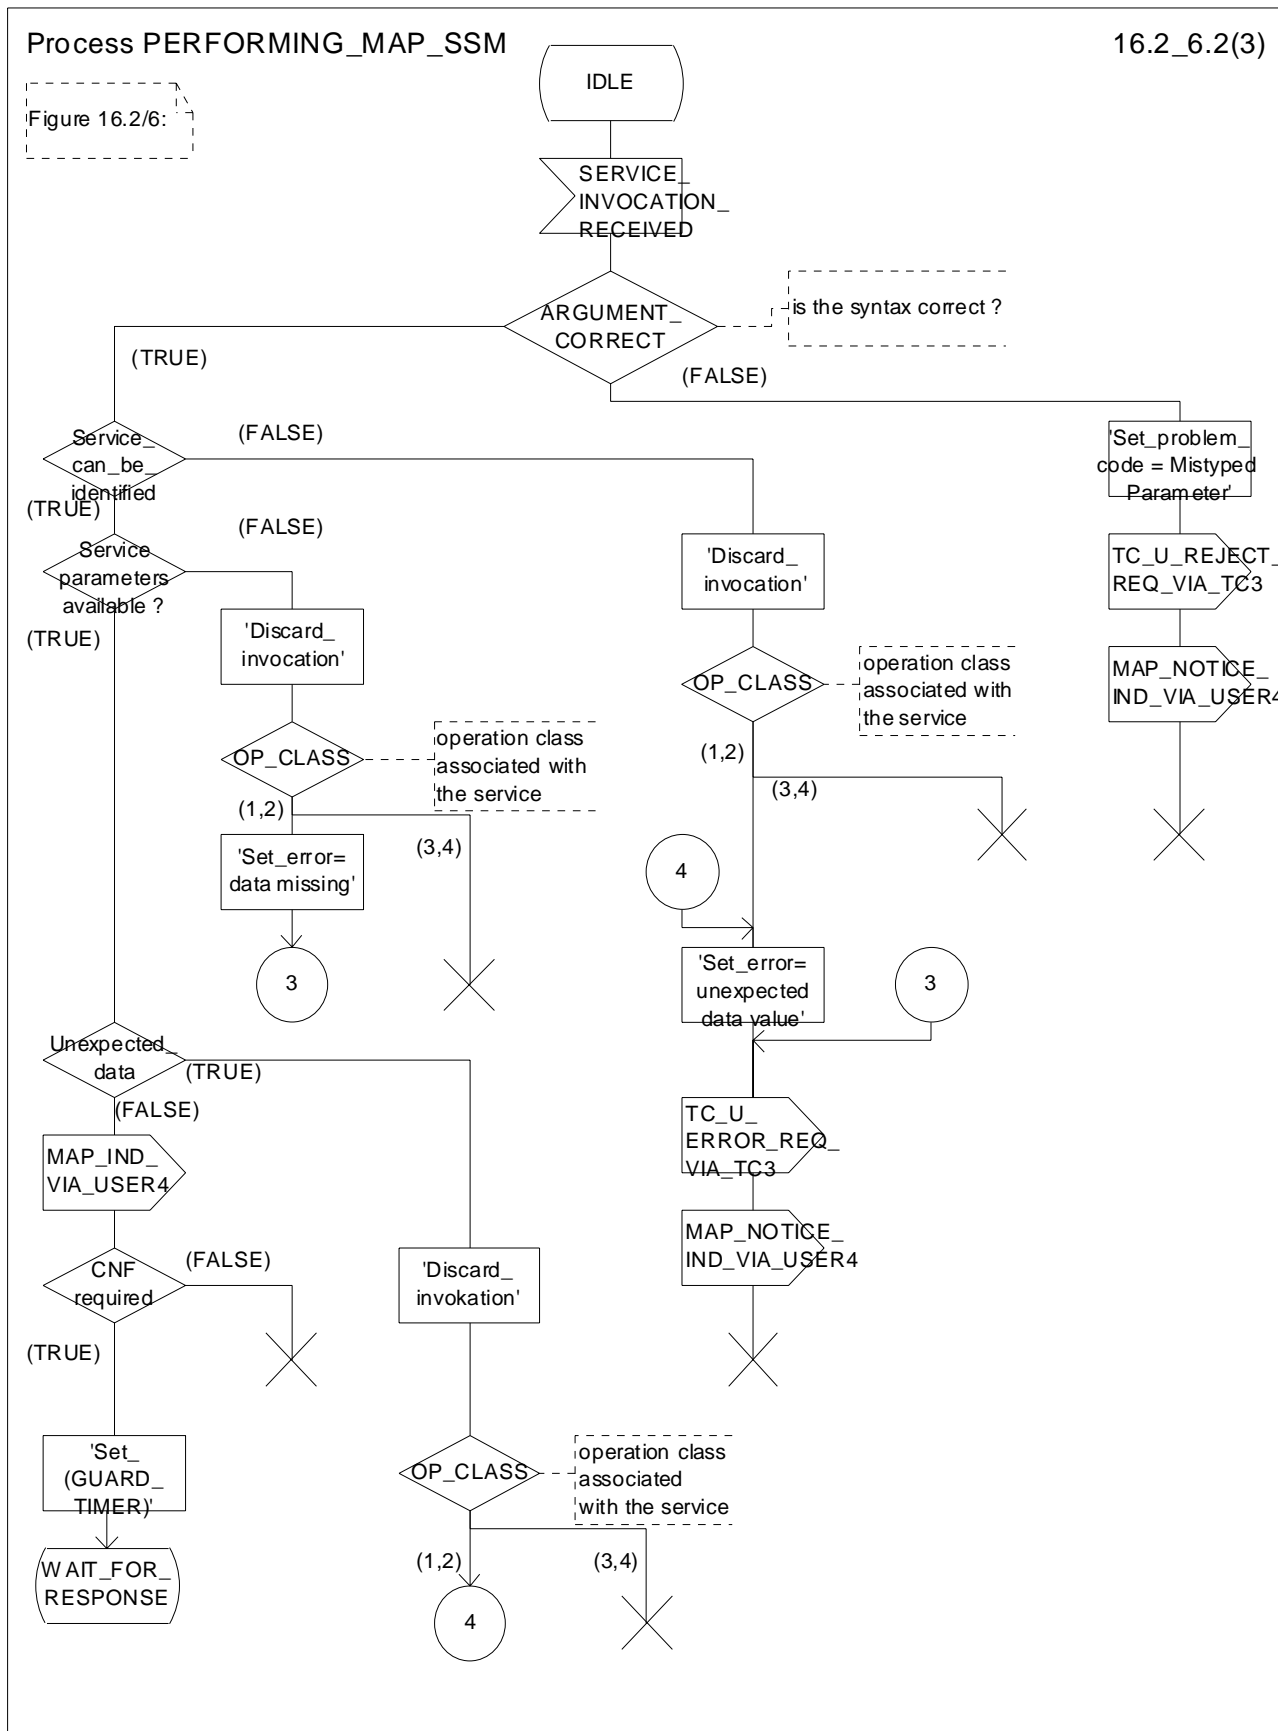 Process PERFORMING_MAP_SSM
16.2_6.2(3)
Figure 16.2/6:
IDLE
SERVICE_
INVOCATION_
RECEIVED
ARGUMENT_
CORRECT
is the syntax correct ?
(TRUE)
(FALSE)
Service_
can_be_
identified
(FALSE)
(TRUE)
'Set_problem_
code = Mistyped
Parameter'
Service
parameters
available ?
(FALSE)
(TRUE)
'Discard_
invocation'
TC_U_REJECT_
REQ_VIA_TC3
'Discard_
invocation'
OP_CLASS
operation class
associated with
the service
MAP_NOTICE_
IND_VIA_USER4
OP_CLASS
operation class
associated with
the service
(1,2)
(3,4)
(1,2)
(3,4)
'Set_error=
data missing'
4
3
'Set_error=
unexpected
data value'
3
Unexpected_
data
(TRUE)
(FALSE)
TC_U_
ERROR_REQ_
VIA_TC3
MAP_IND_
VIA_USER4
MAP_NOTICE_
IND_VIA_USER4
CNF
required
(FALSE)
(TRUE)
'Discard_
invokation'
'Set_
(GUARD_
TIMER)'
OP_CLASS
operation class
associated
with the service
(1,2)
(3,4)
WAIT_FOR_
RESPONSE
4